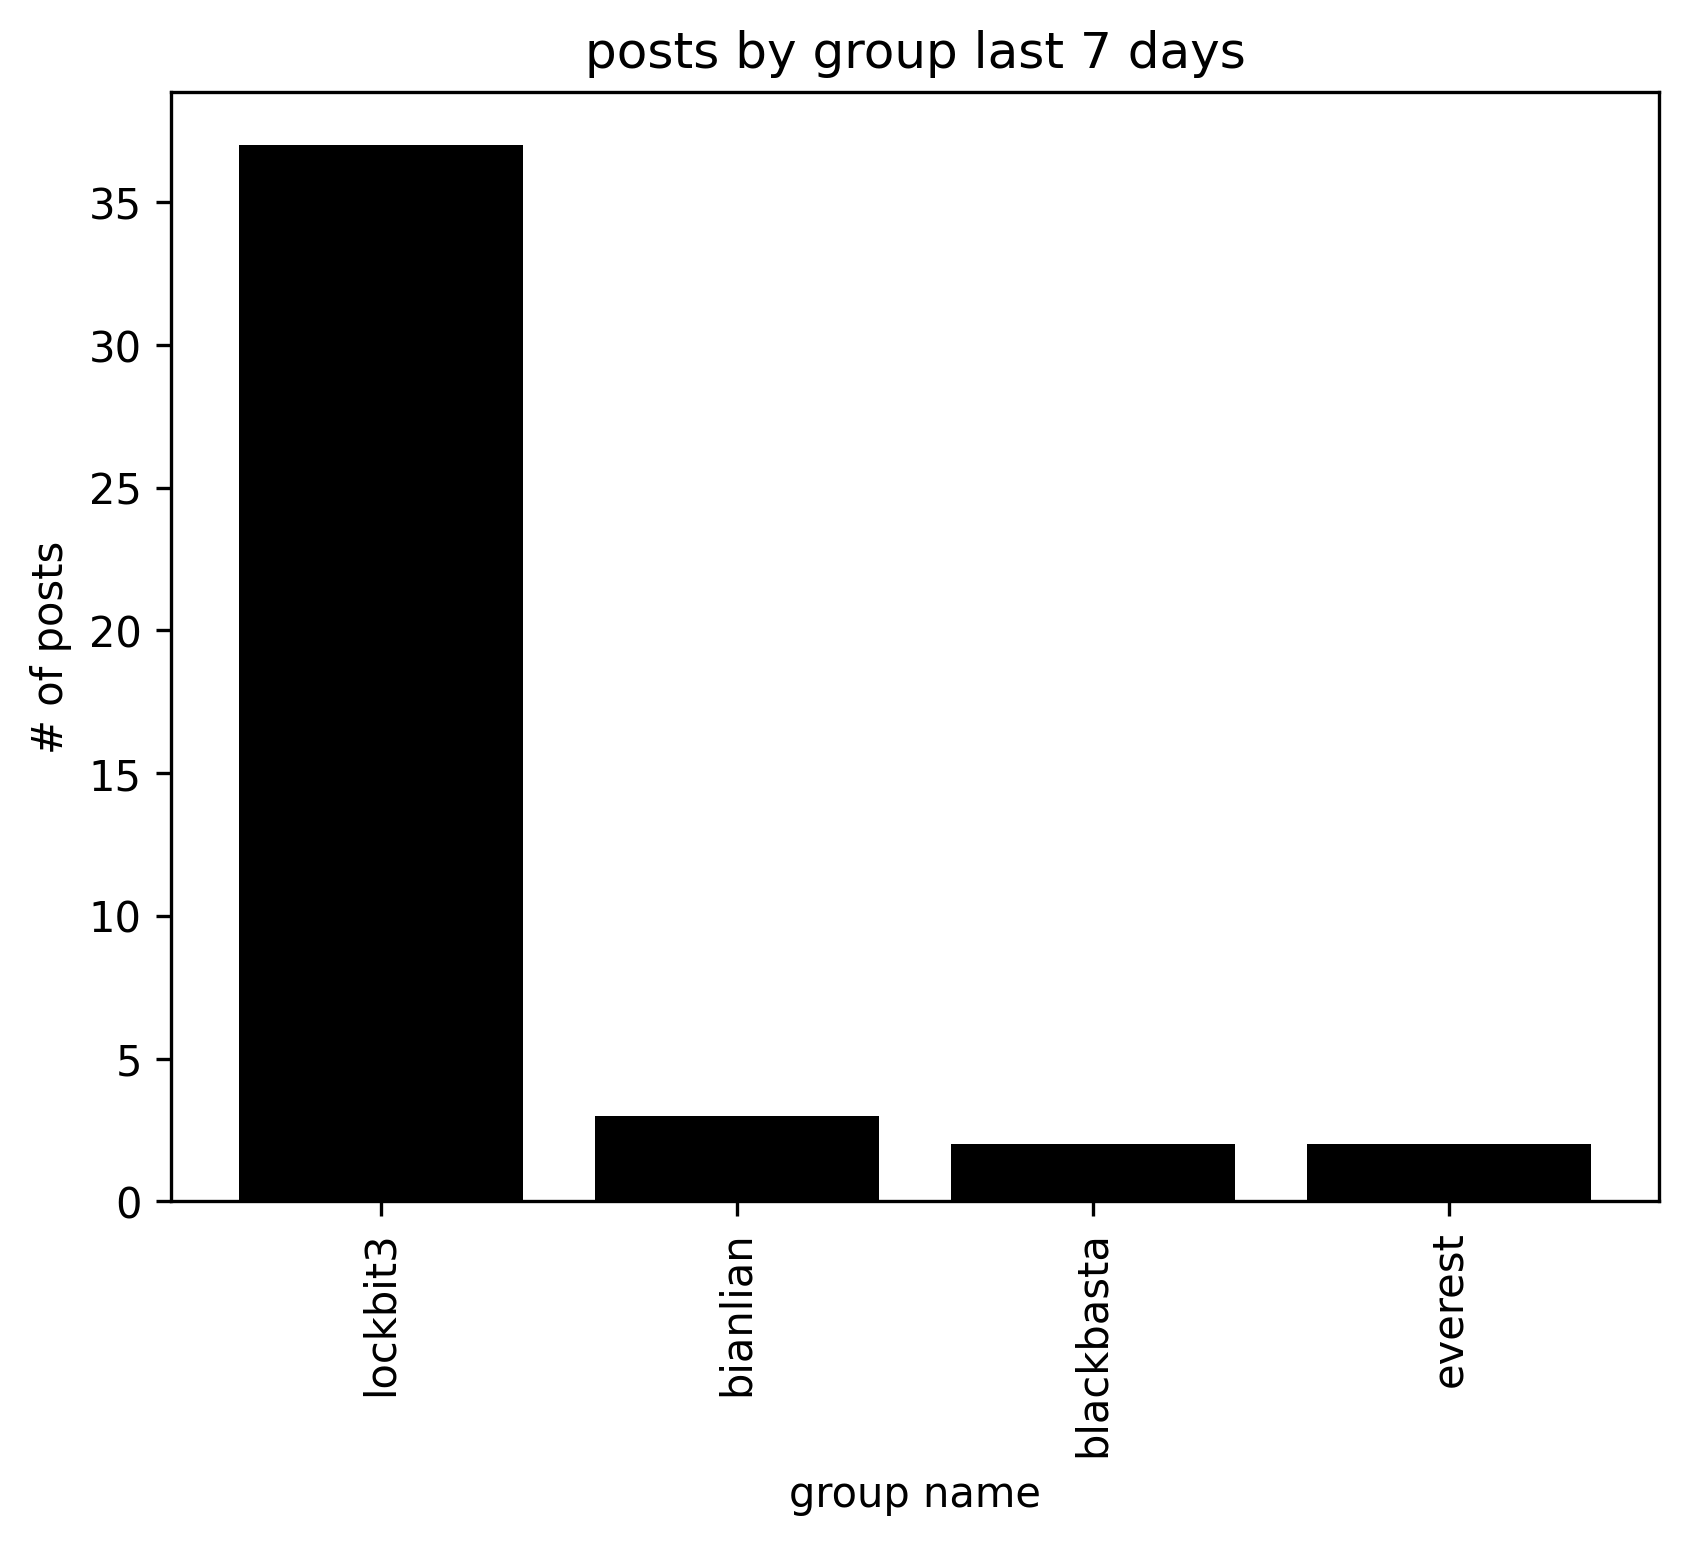 posts by group last 7 days
# of posts
35
30
25
20
15
10
5
0
lockbit3
bianlian
blackbasta
everest
group name